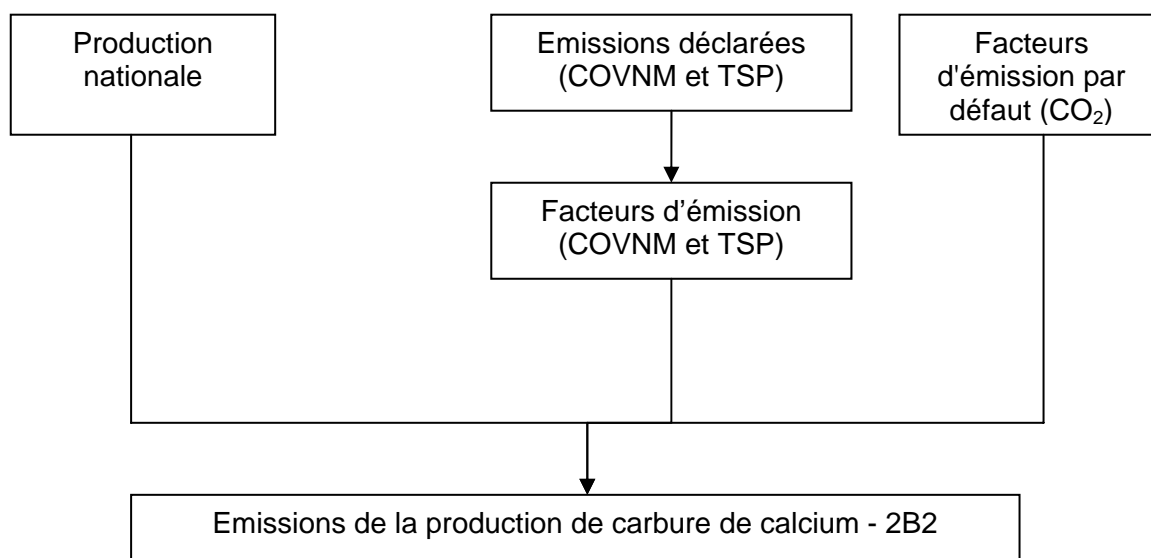 Production
nationale
Emissions déclarées
(COVNM et TSP)
Facteurs
d'émission par
défaut (CO₂)
Facteurs d’émission
(COVNM et TSP)
Emissions de la production de carbure de calcium - 2B2